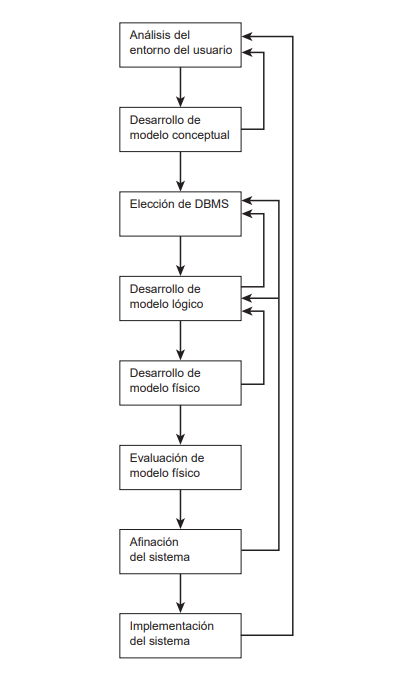 Análisis del
entorno del usuario
Desarrollo de
modelo conceptual
Elección de DBMS
Desarrollo de
modelo lógico
Desarrollo de
modelo físico
Evaluación de
modelo físico
Afinación
del sistema
Implementación
del sistema